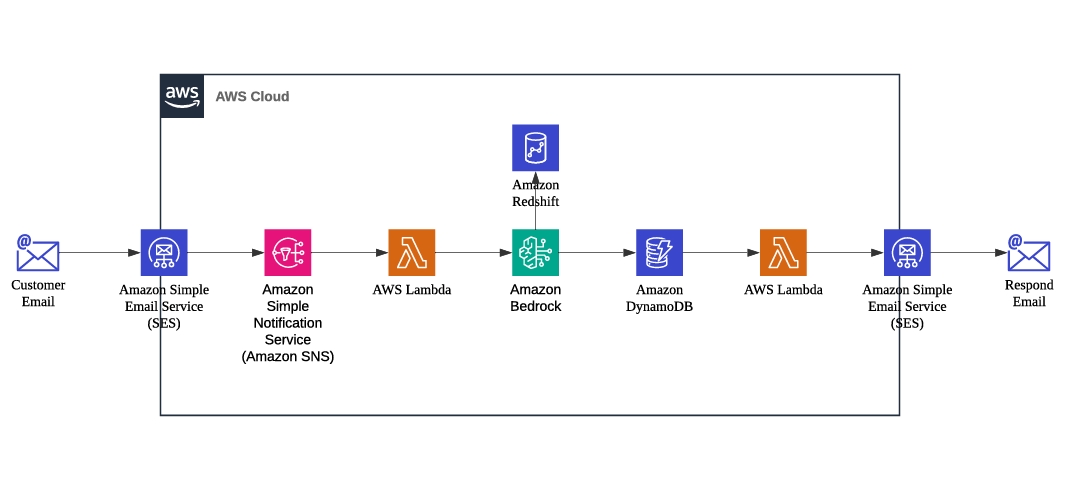 aws
AWS Cloud
Amazon
Redshift
@
Customer
Email
Amazon Simple
Email Service
(SES)
Amazon
Simple
Notification
Service
(Amazon SNS)
AWS Lambda
Amazon
Bedrock
Amazon
DynamoDB
AWS Lambda
Amazon Simple
Email Service
(SES)
@
Respond
Email